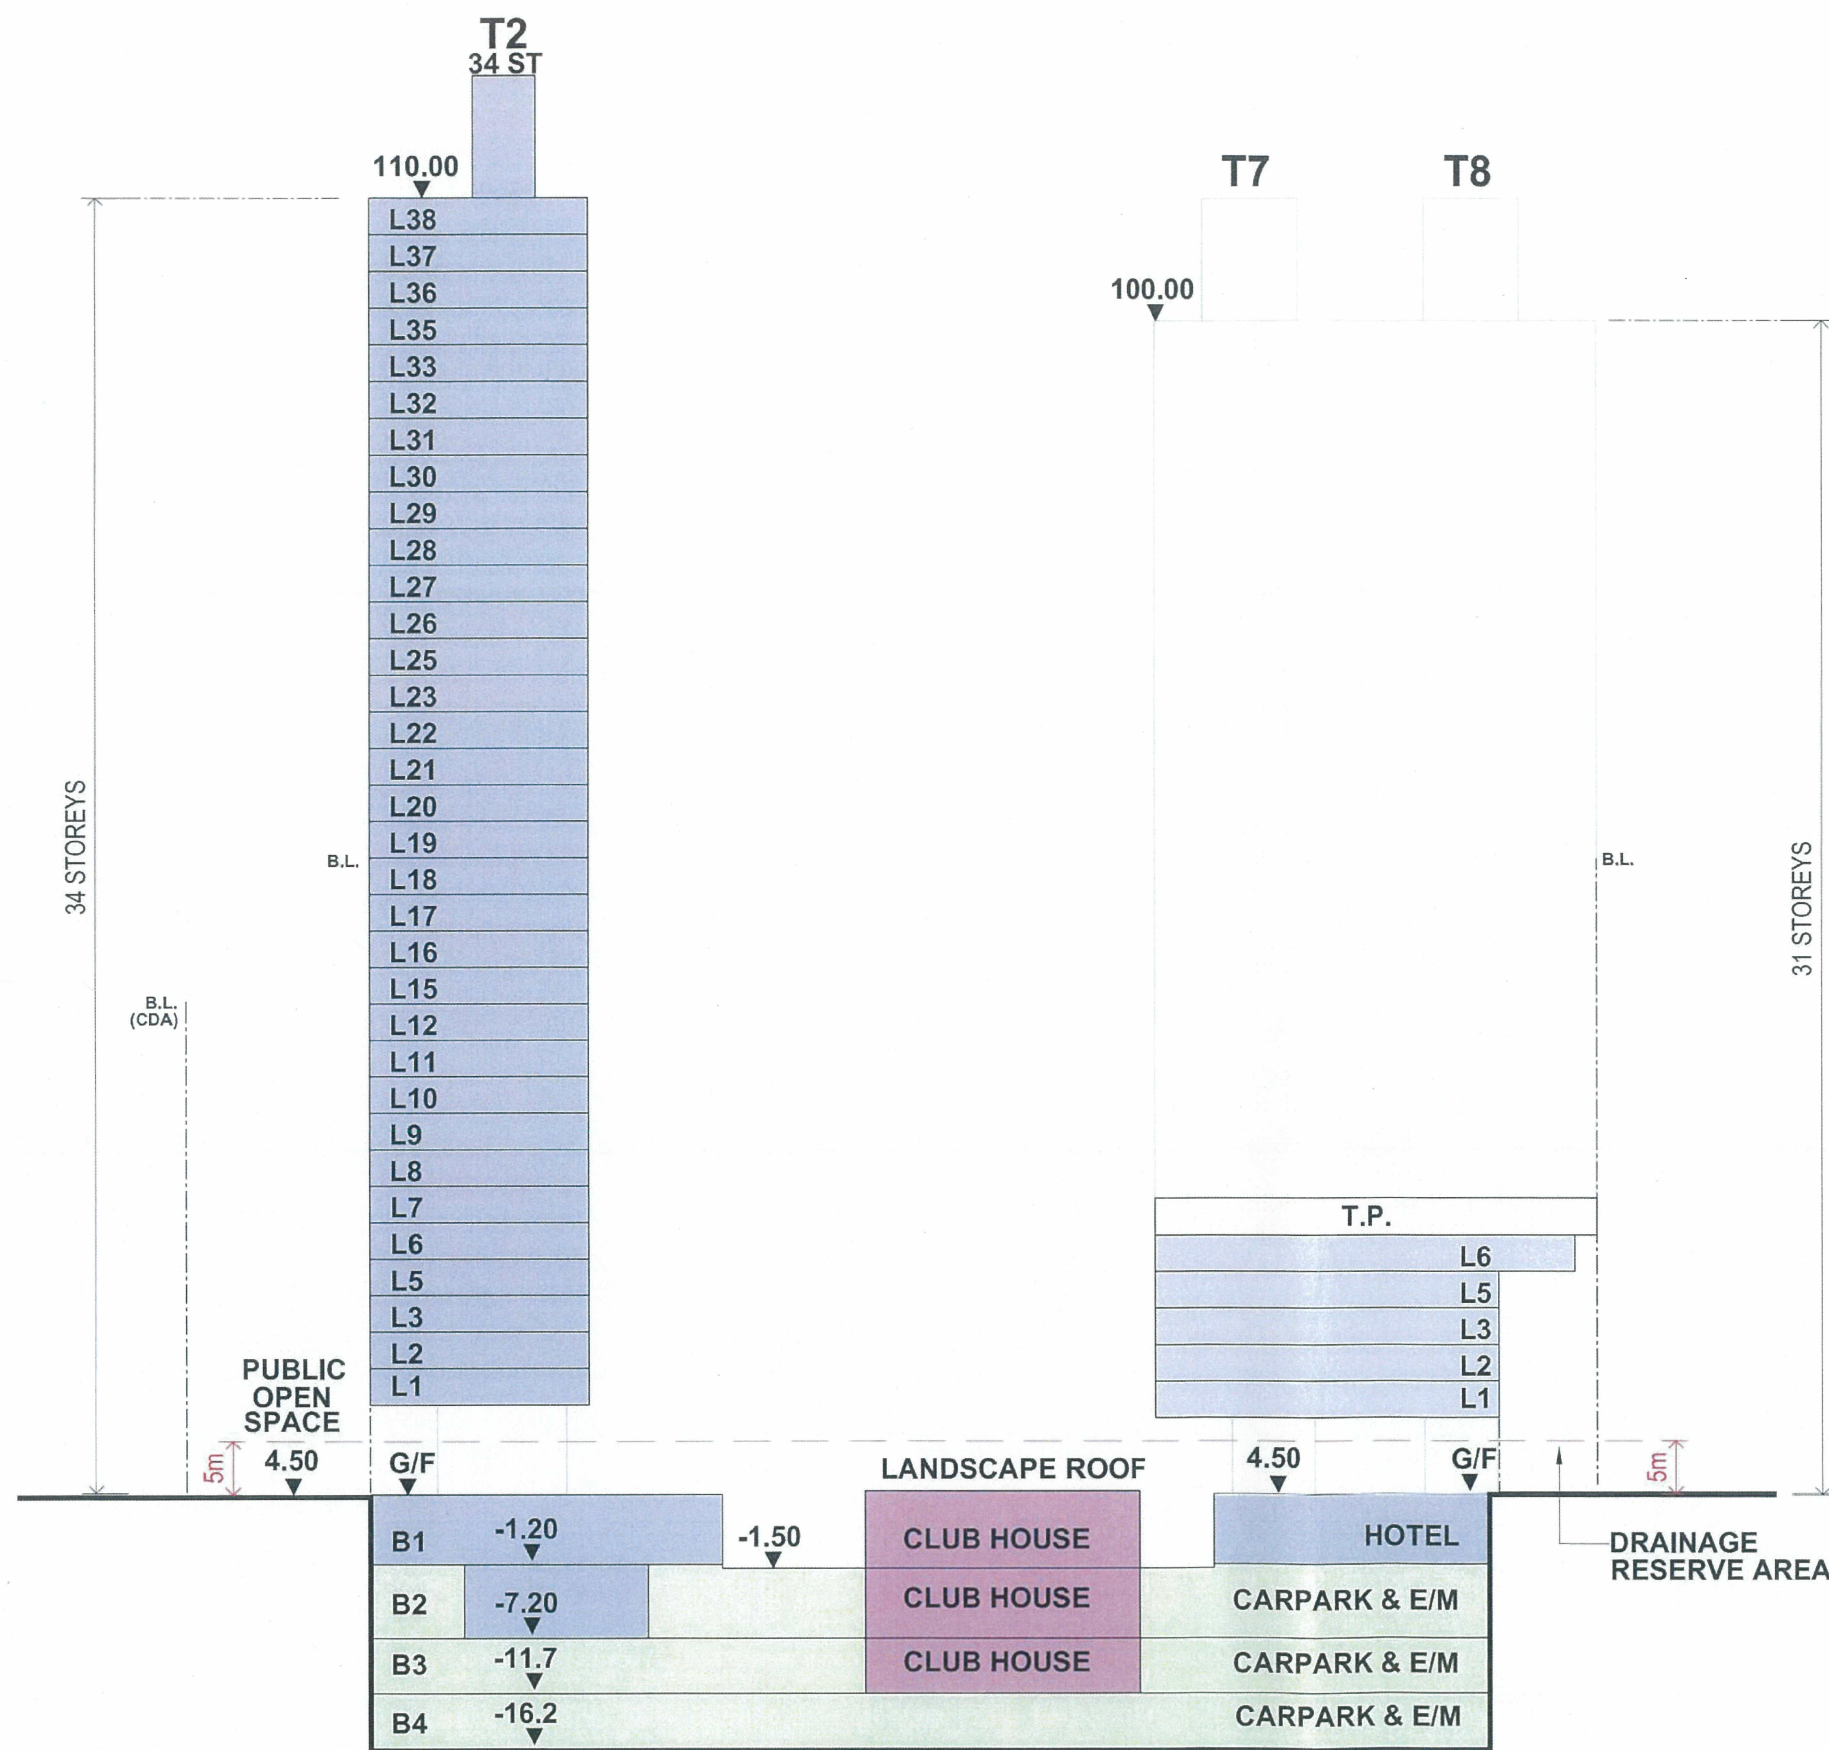 T2
34 ST
110.00
T7
T8
100.00
L38
L37
L36
L35
L33
L32
L31
L30
L29
L28
L27
L26
L25
L23
L22
L21
L20
L19
L18
L17
L16
L15
L12
L11
L10
L9
L8
L7
L6
L5
L3
L2
L1
34 STOREYS
B.L.
B.L.
(CDA)
B.L.
31 STOREYS
T.P.
L6
L5
L3
L2
L1
PUBLIC
OPEN
SPACE
5m
4.50
G/F
LANDSCAPE ROOF
4.50
G/F
5m
B1
-1.20
-1.50
CLUB HOUSE
HOTEL
DRAINAGE
RESERVE AREA
B2
-7.20
CLUB HOUSE
CARPARK & E/M
B3
-11.7
CLUB HOUSE
CARPARK & E/M
B4
-16.2
CARPARK & E/M